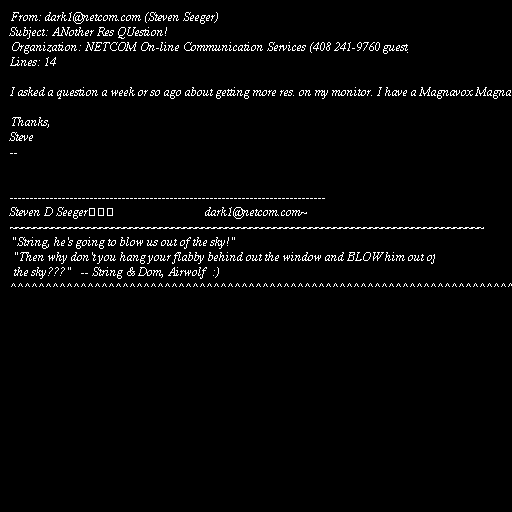 From: dark1@netcom.com (Steven Seeger)
Subject: ANother Res QUestion!
Organization: NETCOM On-line Communication Services (408 241-9760 guest
Lines: 14
I asked a question a week or so ago about getting more res. on my monitor. I have a Magnavox Magna
Thanks,
Steve
--
-------------------------------------------------------------------------------
Steven D Seeger□□□ dark1@netcom.com~
~~~~~~~~~~~~~~~~~~~~~~~~~~~~~~~~~~~~~~~~~~~~~~~~~~~~~~~~~~~~~~~~~~~~~~~~~~~~~~~
"String, he's going to blow us out of the sky!"
"Then why don't you hang your flabby behind out the window and BLOW him out of
the sky???" -- String & Dom, Airwolf :)
^^^^^^^^^^^^^^^^^^^^^^^^^^^^^^^^^^^^^^^^^^^^^^^^^^^^^^^^^^^^^^^^^^^^^^^^